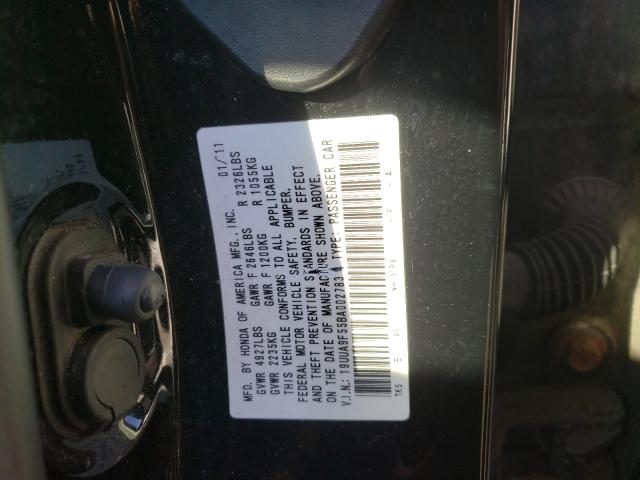 MFD. BY HONDA OF AMERICA MFG., INC. 01/'11
GVWR 4927LBS GAWR F 2646LBS R 2326LBS
GVWR 2235KG GAWR F 1200KG R 1055KG
THIS VEHICLE CONFORMS TO ALL APPLICABLE
FEDERAL MOTOR VEHICLE SAFETY, BUMPER,
AND THEFT PREVENTION STANDARDS IN EFFECT
ON THE DATE OF MANUFACTURE SHOWN ABOVE.
V.I.N.: 19UUA9F55BA002783 TYPE: PASSENGER CAR
TK5